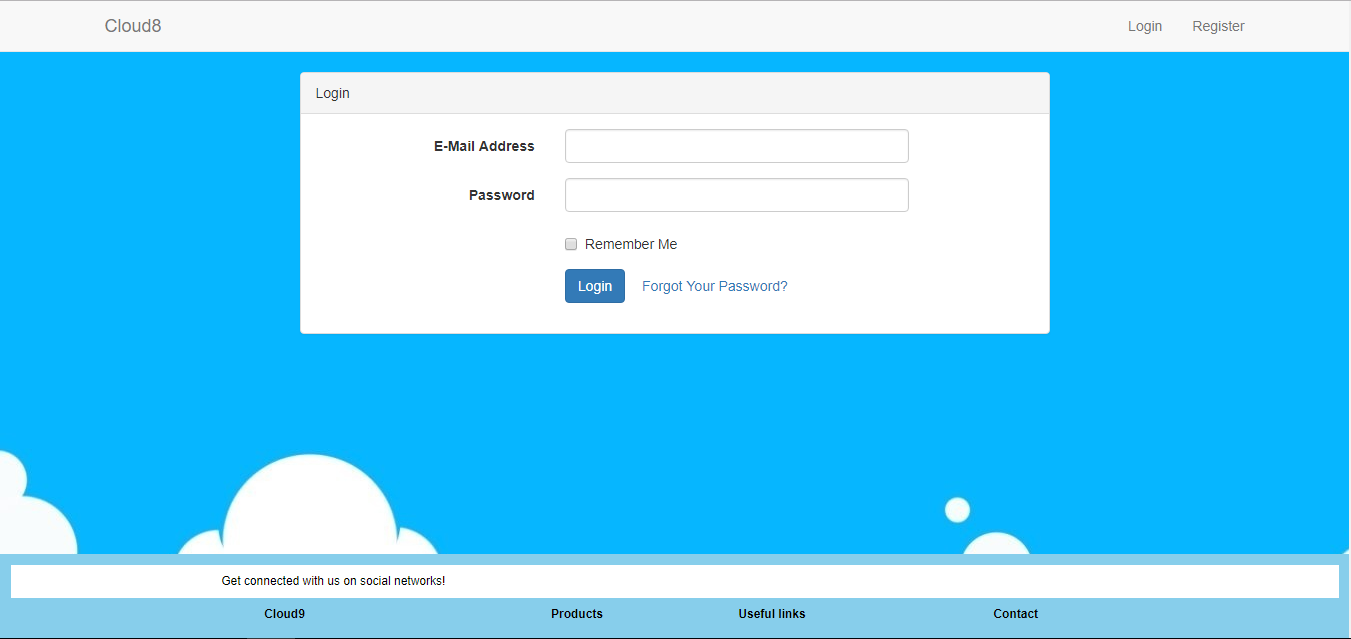 Cloud8 Login Register
Login
E-Mail Address
Password
Remember Me
Login Forgot Your Password?
Get connected with us on social networks!
Cloud9 Products Useful links Contact